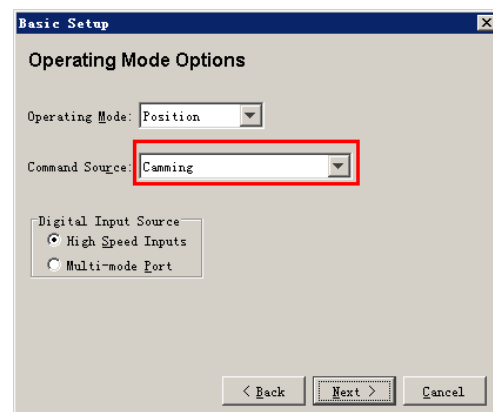 Basic Setup
Operating Mode Options
Operating Mode: Position
Command Source: Camming
Digital Input Source
High Speed Inputs
Multi-mode Port
< Back Next > Cancel